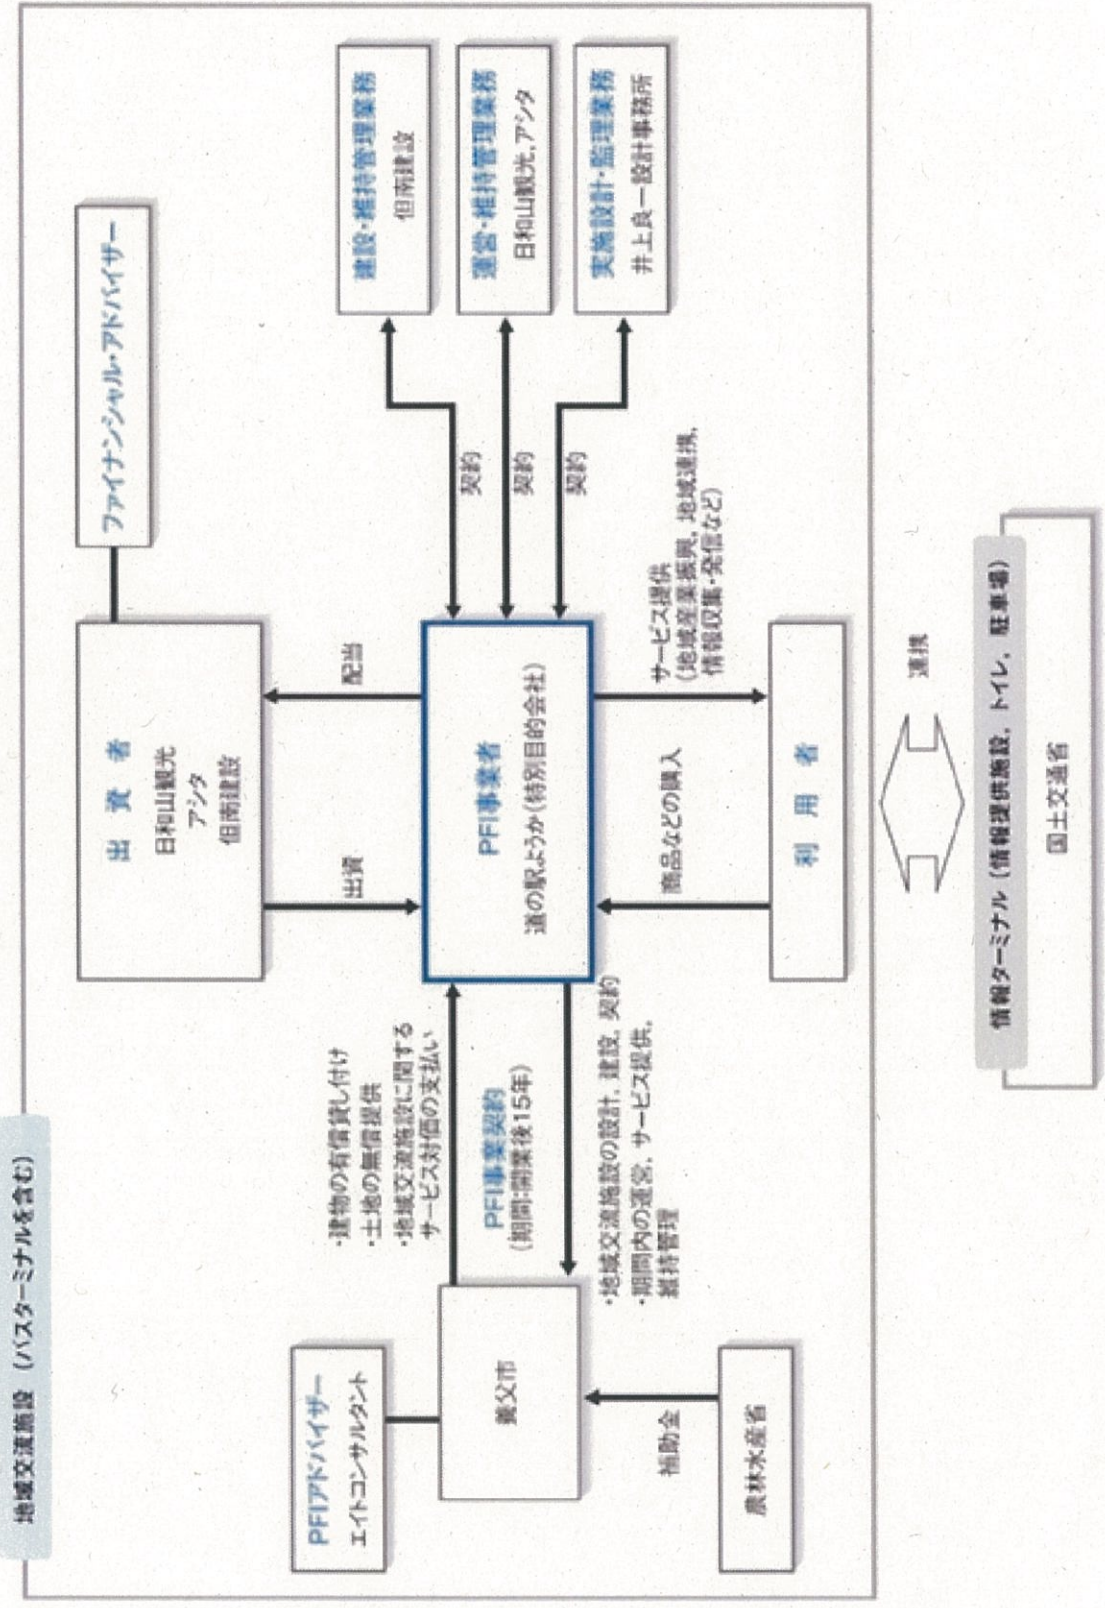 地域交流施設 (バスターミナルを含む)
PFIアドバイザー
エイトコンサルタント
養父市
補助金
農林水産省
・建物の有償貸し付け
・土地の無償提供
・地域交流施設に関する
サービス対価の支払い
PFI事業契約
(期間:開業後15年)
・地域交流施設の設計, 建設, 契約
・期間内の運営, サービス提供,
維持管理
出資者
日和山観光
アシタ
但南建設
ファイナンシャル・アドバイザー
出資
配当
PFI事業者
道の駅ようか(特別目的会社)
商品などの購入
サービス提供
(地域産業振興, 地域連携,
情報収集・発信など)
利用者
契約
契約
契約
建設・維持管理業務
但南建設
運営・維持管理業務
日和山観光, アシタ
実施設計・監理業務
井上良一設計事務所
連携
情報ターミナル (情報提供施設, トイレ, 駐車場)
国土交通省